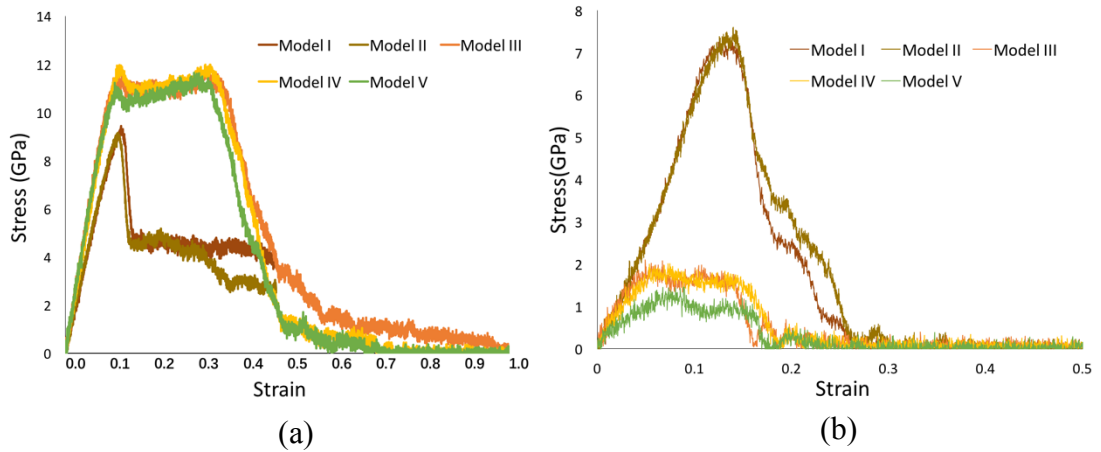 14
12
10
8
6
4
2
0
Stress (GPa)
Model I Model II Model III
Model IV Model V
0.0 0.1 0.2 0.3 0.4 0.5 0.6 0.7 0.8 0.9 1.0
Strain
(a)
8
7
6
5
4
3
2
1
0
Stress(GPa)
Model I Model II Model III
Model IV Model V
0 0.1 0.2 0.3 0.4 0.5
Strain
(b)